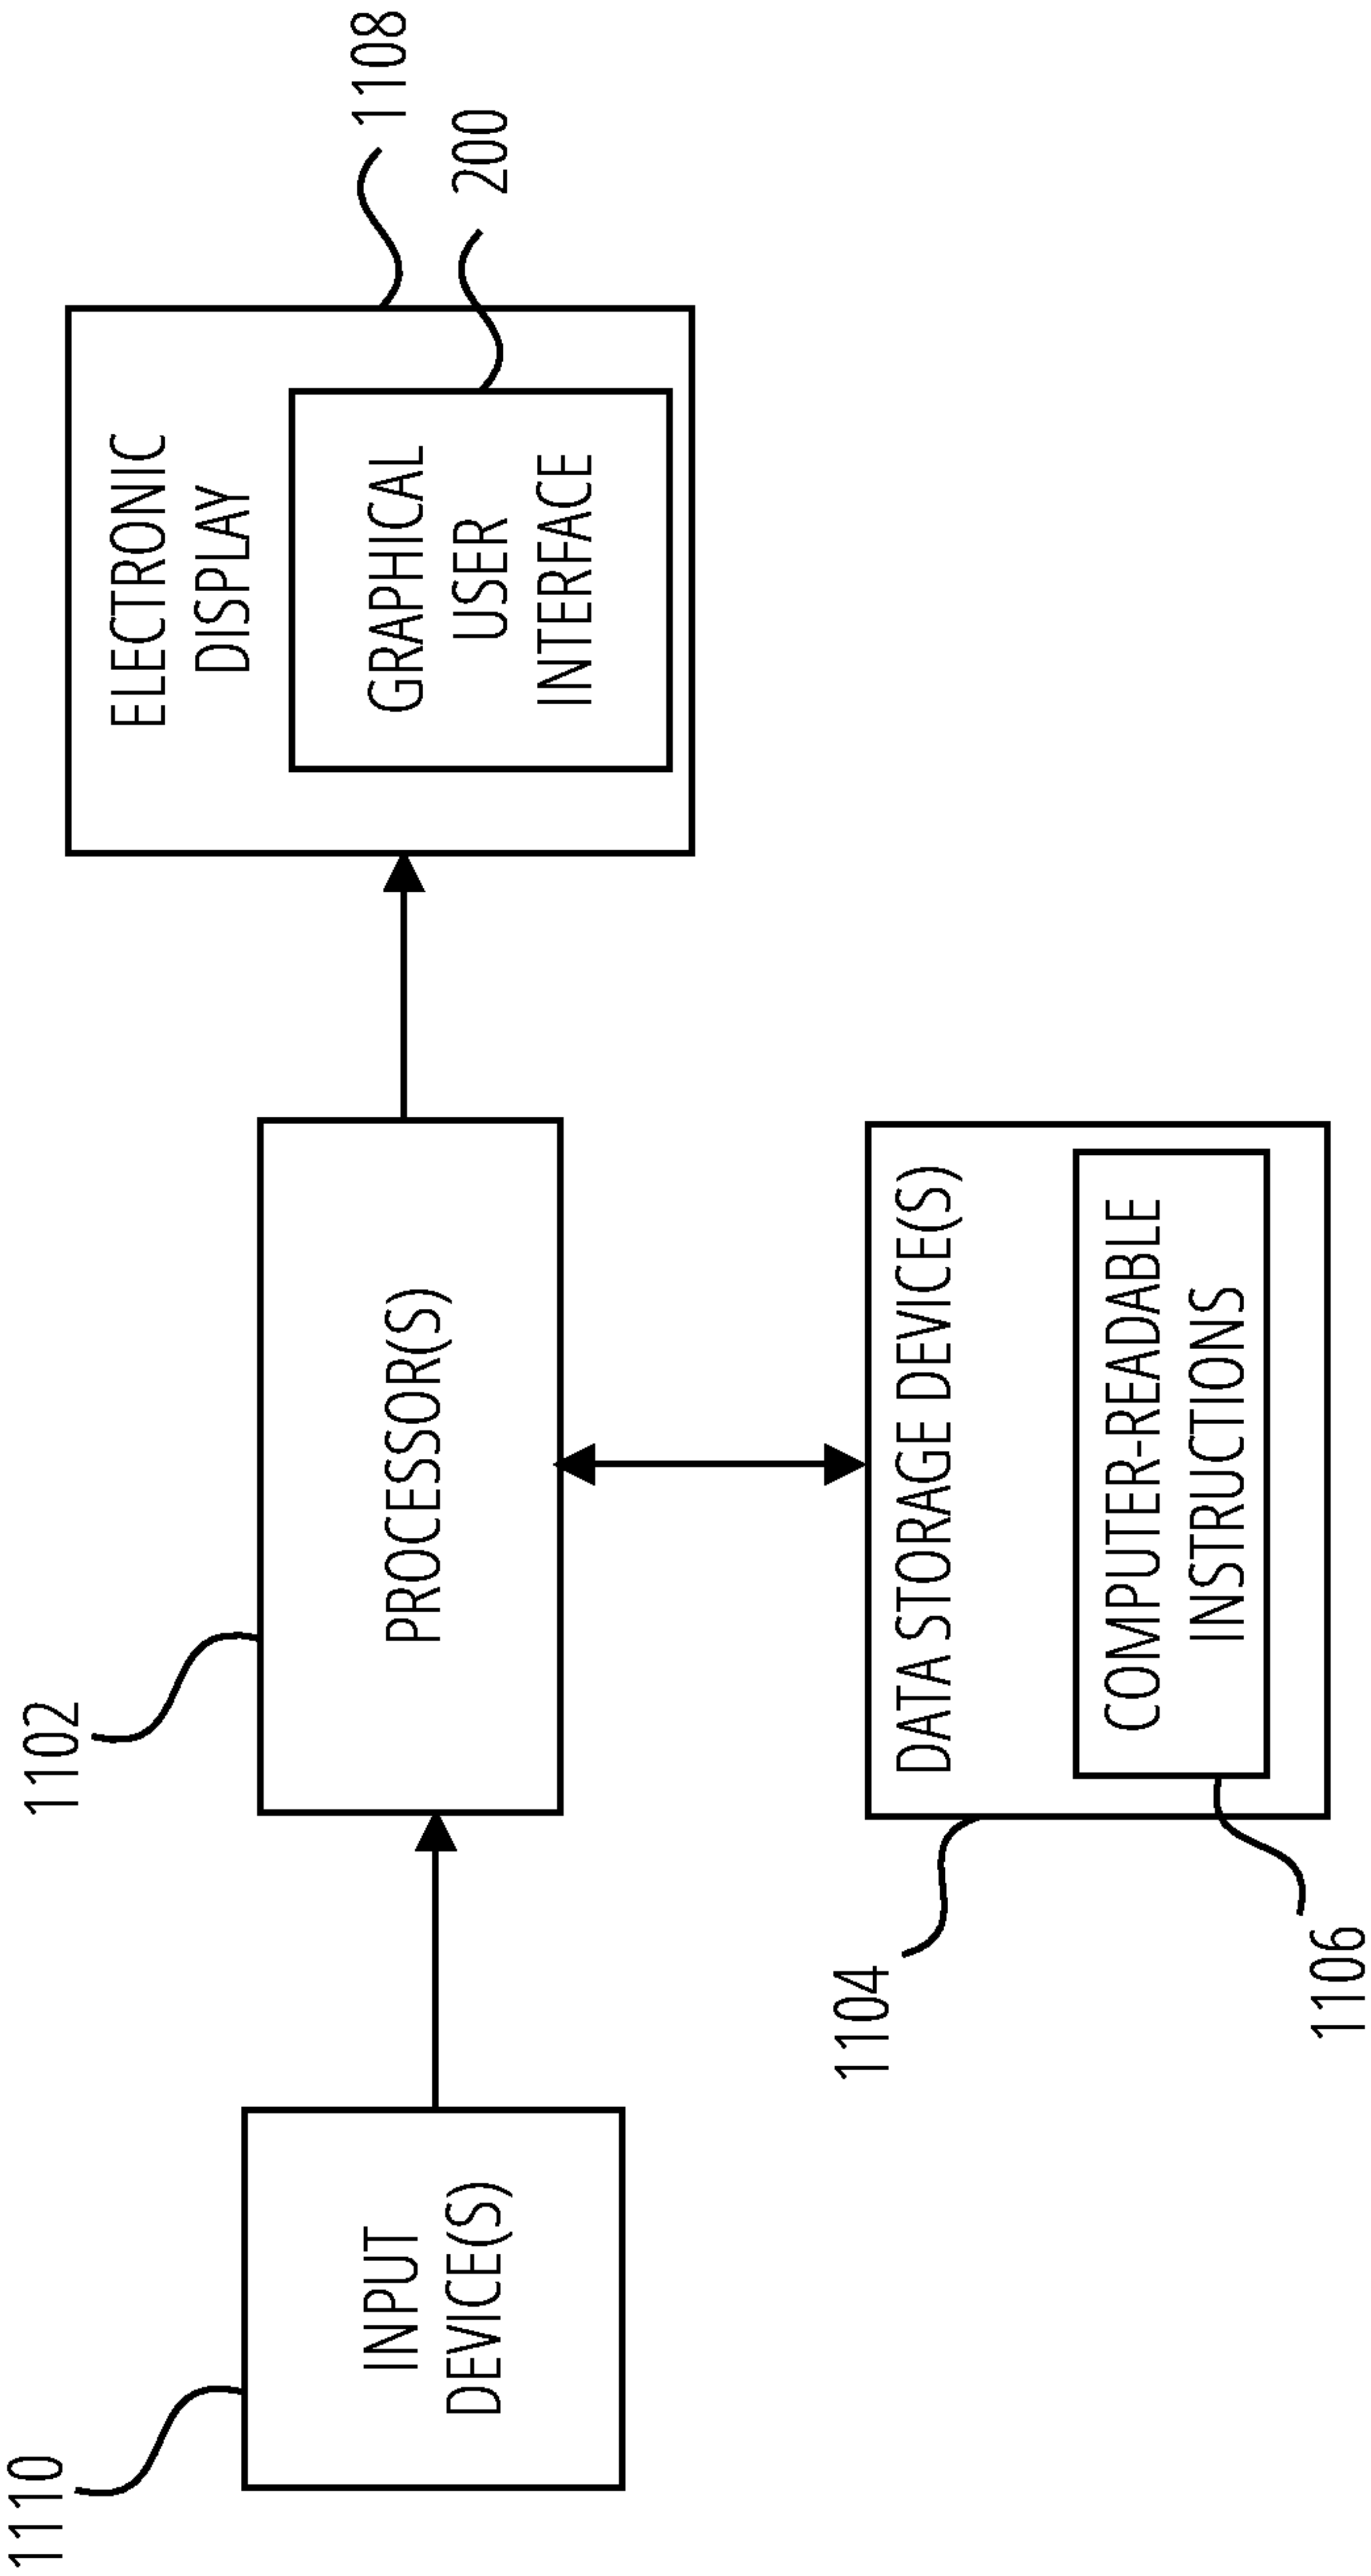 1110
INPUT
DEVICE(S)
1102
PROCESSOR(S)
ELECTRONIC
DISPLAY
GRAPHICAL
USER
INTERFACE
1108
200
1104
DATA STORAGE DEVICE(S)
COMPUTER-READABLE
INSTRUCTIONS
1106